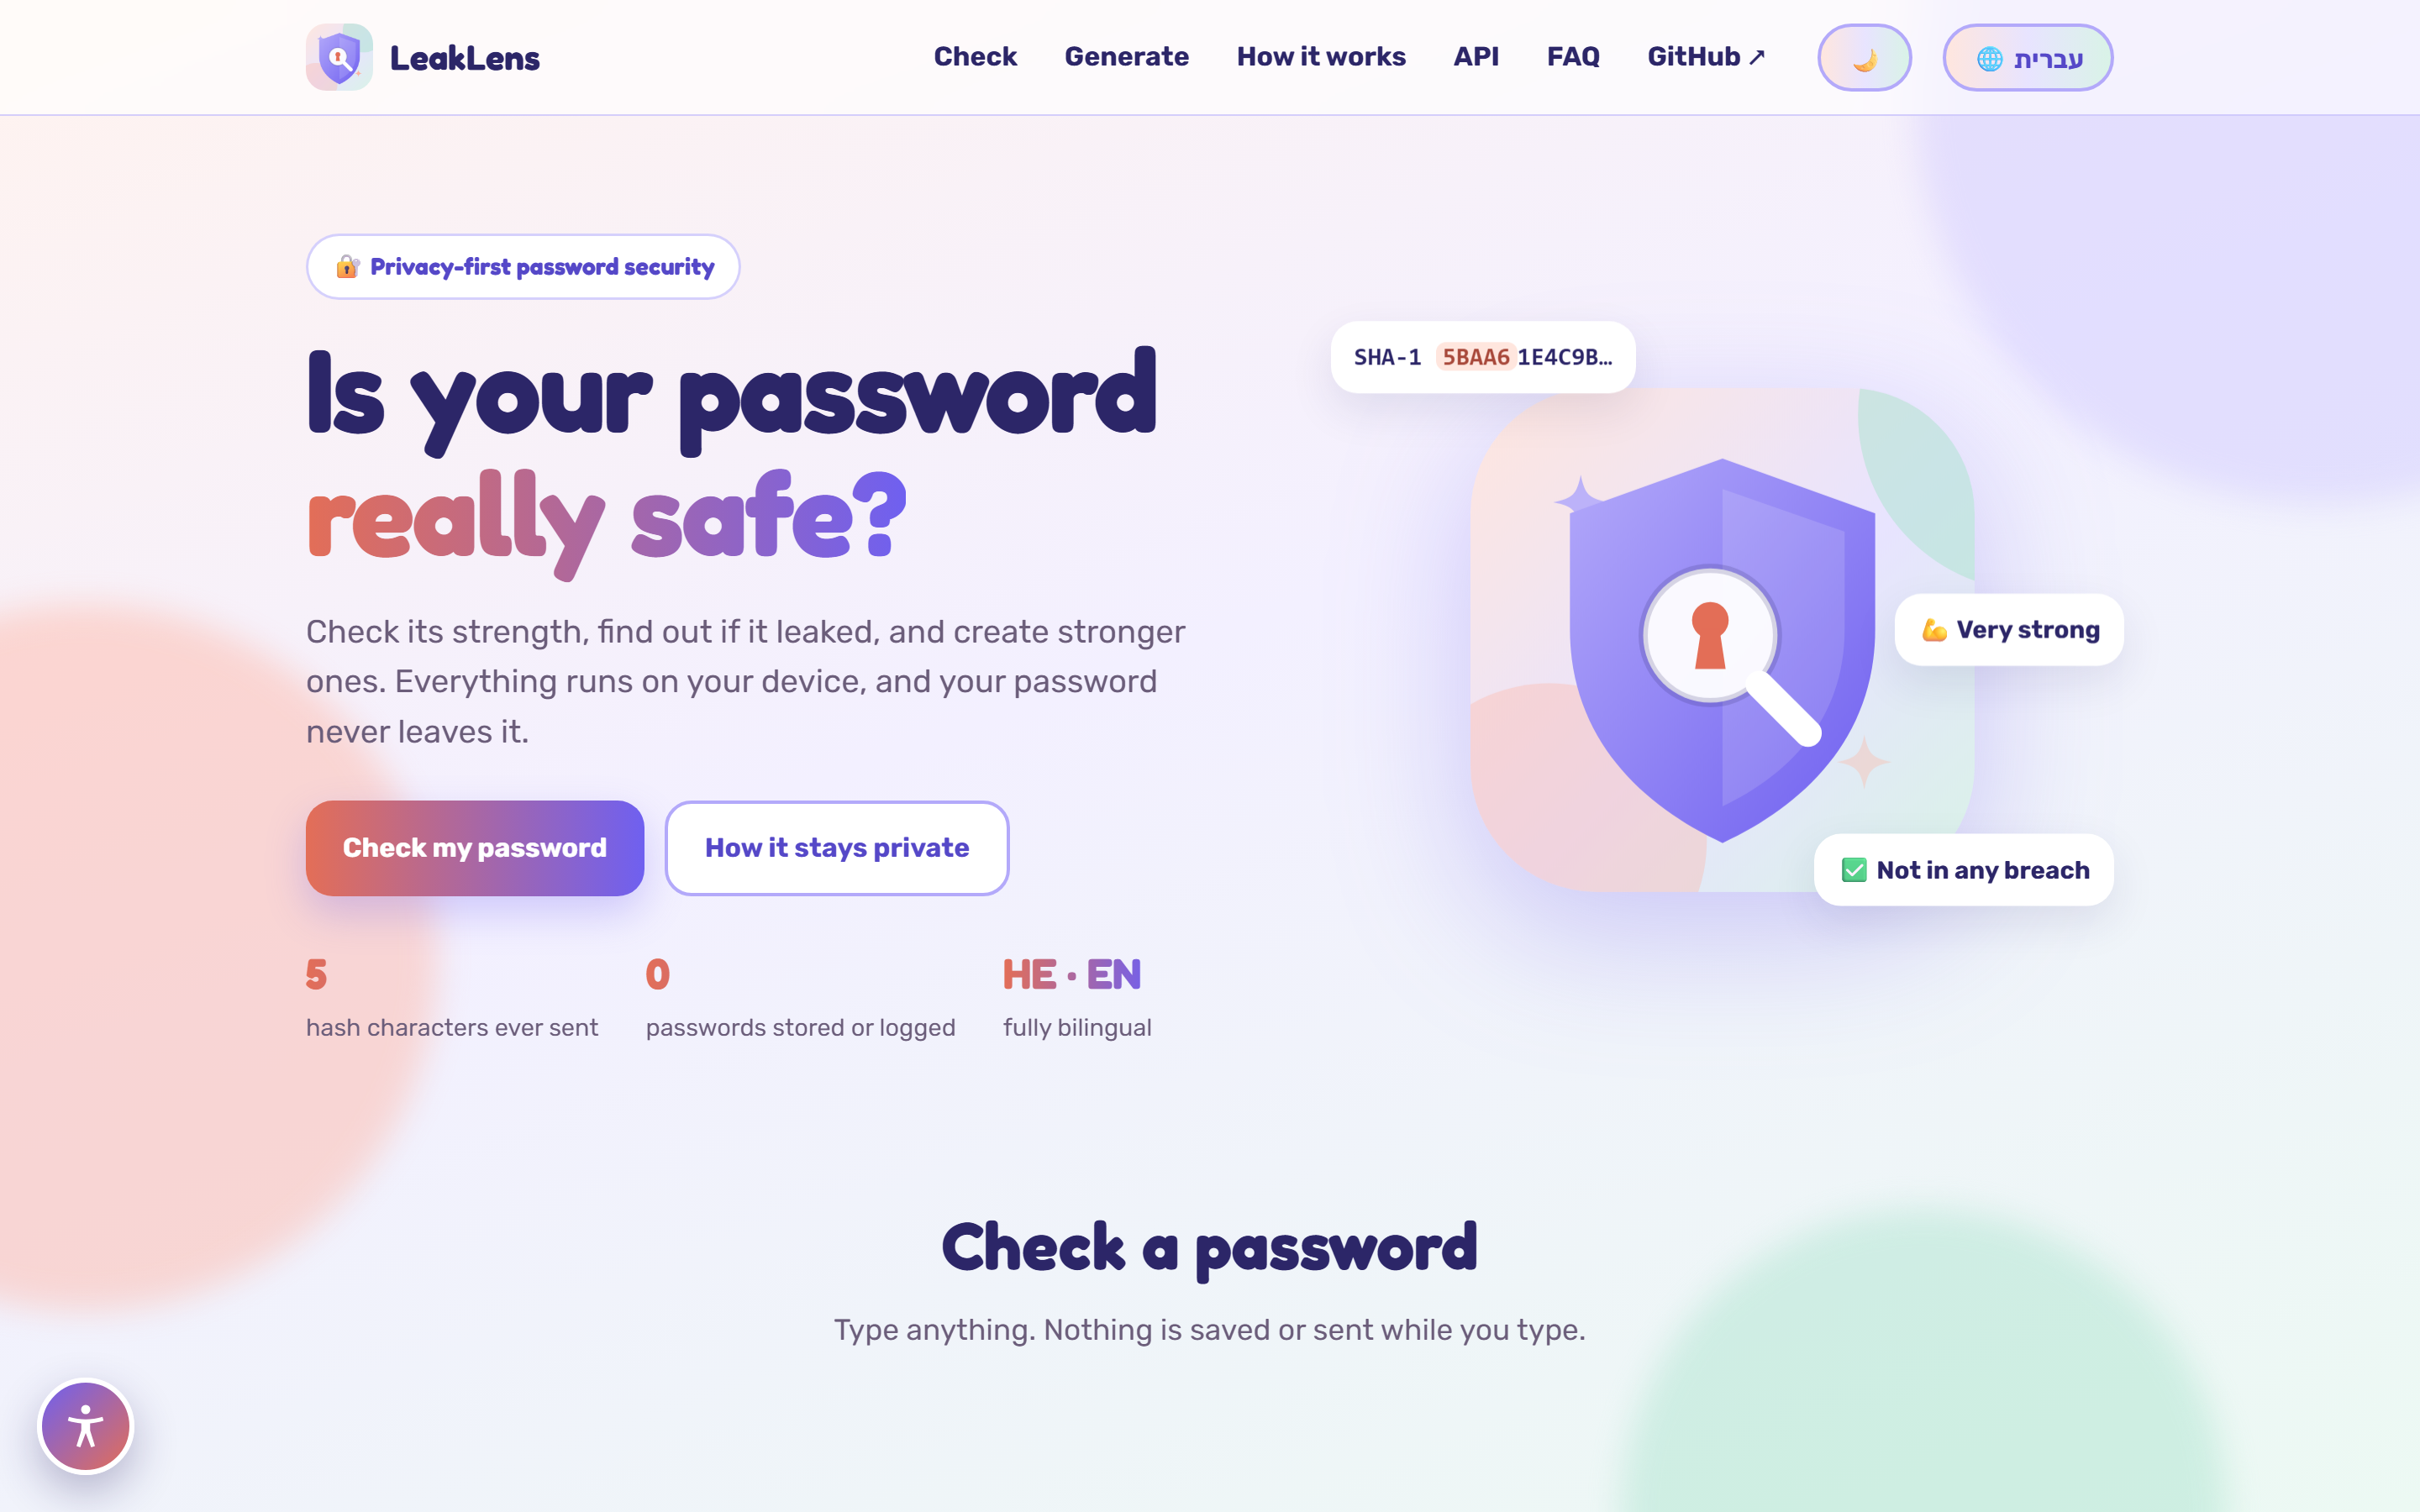 LeakLens
Check
Generate
How it works
API
FAQ
GitHub ↗
🌙
🌐 עברית
🔐 Privacy-first password security
Is your password
really safe?
Check its strength, find out if it leaked, and create stronger
ones. Everything runs on your device, and your password
never leaves it.
Check my password
How it stays private
5
hash characters ever sent
0
passwords stored or logged
HE · EN
fully bilingual
SHA-1 5BAA61E4C9B…
💪 Very strong
✅ Not in any breach
Check a password
Type anything. Nothing is saved or sent while you type.